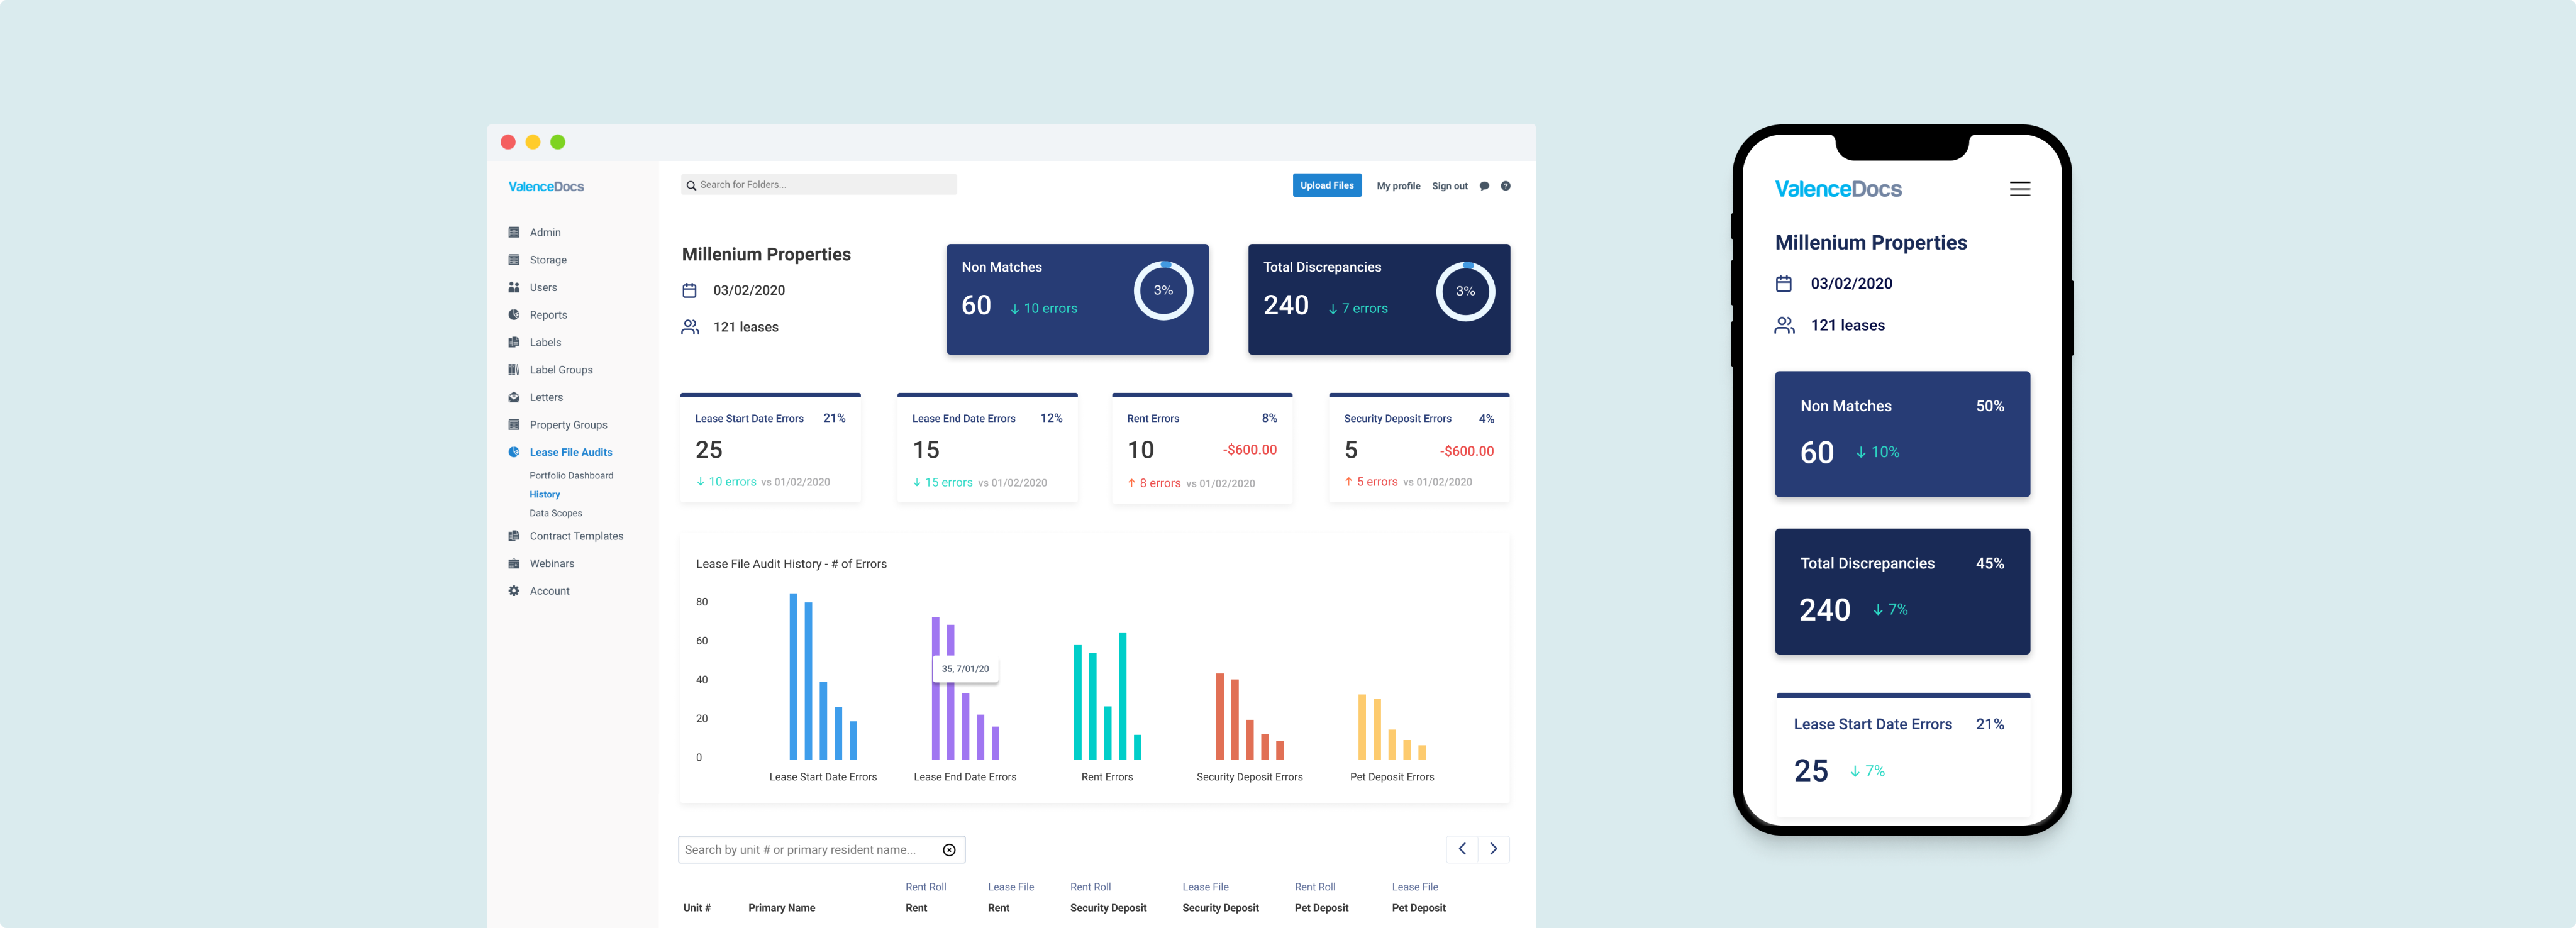 ValenceDocs
Search for Folders...
Upload Files
My profile
Sign out
Admin
Storage
Users
Reports
Labels
Label Groups
Letters
Property Groups
Lease File Audits
Portfolio Dashboard
History
Data Scopes
Contract Templates
Webinars
Account
Millenium Properties
03/02/2020
121 leases
Non Matches
60 ↓ 10 errors
3%
Total Discrepancies
240 ↓ 7 errors
3%
Lease Start Date Errors 21%
25
↓ 10 errors vs 01/02/2020
Lease End Date Errors 12%
15
↓ 15 errors vs 01/02/2020
Rent Errors 8%
10 -$600.00
↑ 8 errors vs 01/02/2020
Security Deposit Errors 4%
5 -$600.00
↑ 5 errors vs 01/02/2020
Lease File Audit History - # of Errors
80
60
40
20
0
35, 7/01/20
Lease Start Date Errors
Lease End Date Errors
Rent Errors
Security Deposit Errors
Pet Deposit Errors
Search by unit # or primary resident name...
Rent Roll Lease File Rent Roll Lease File Rent Roll Lease File
Unit # Primary Name Rent Rent Security Deposit Security Deposit Pet Deposit Pet Deposit
ValenceDocs
Millenium Properties
03/02/2020
121 leases
Non Matches 50%
60 ↓ 10%
Total Discrepancies 45%
240 ↓ 7%
Lease Start Date Errors 21%
25 ↓ 7%